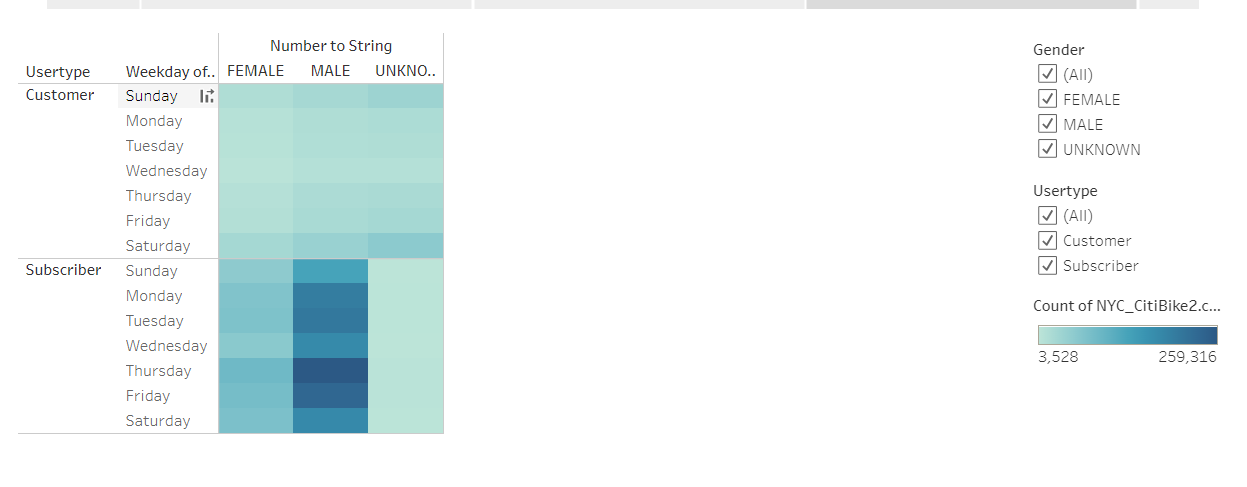 Number to String
Usertype Weekday of.. FEMALE MALE UNKNO..
Customer Sunday
Monday
Tuesday
Wednesday
Thursday
Friday
Saturday
Subscriber Sunday
Monday
Tuesday
Wednesday
Thursday
Friday
Saturday
Gender
(All)
FEMALE
MALE
UNKNOWN
Usertype
(All)
Customer
Subscriber
Count of NYC_CitiBike2.c...
3,528 259,316